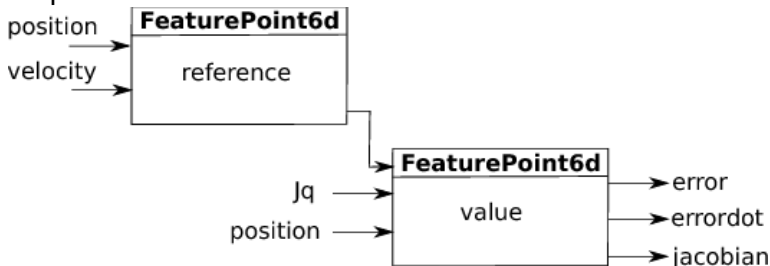 position
FeaturePoint6d
velocity
reference
FeaturePoint6d
Jq
value
position
error
errordot
jacobian